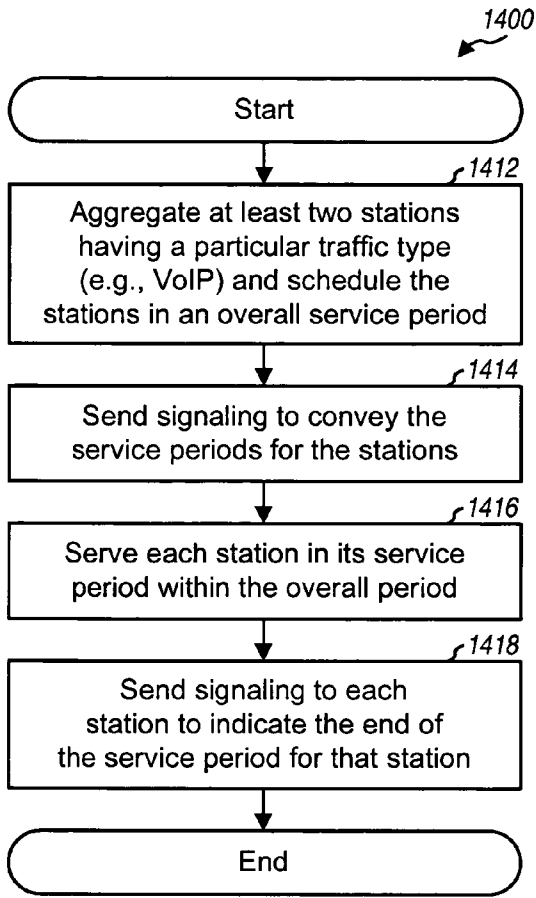 1400
Start
1412
Aggregate at least two stations
having a particular traffic type
(e.g., VoIP) and schedule the
stations in an overall service period
1414
Send signaling to convey the
service periods for the stations
1416
Serve each station in its service
period within the overall period
1418
Send signaling to each
station to indicate the end of
the service period for that station
End